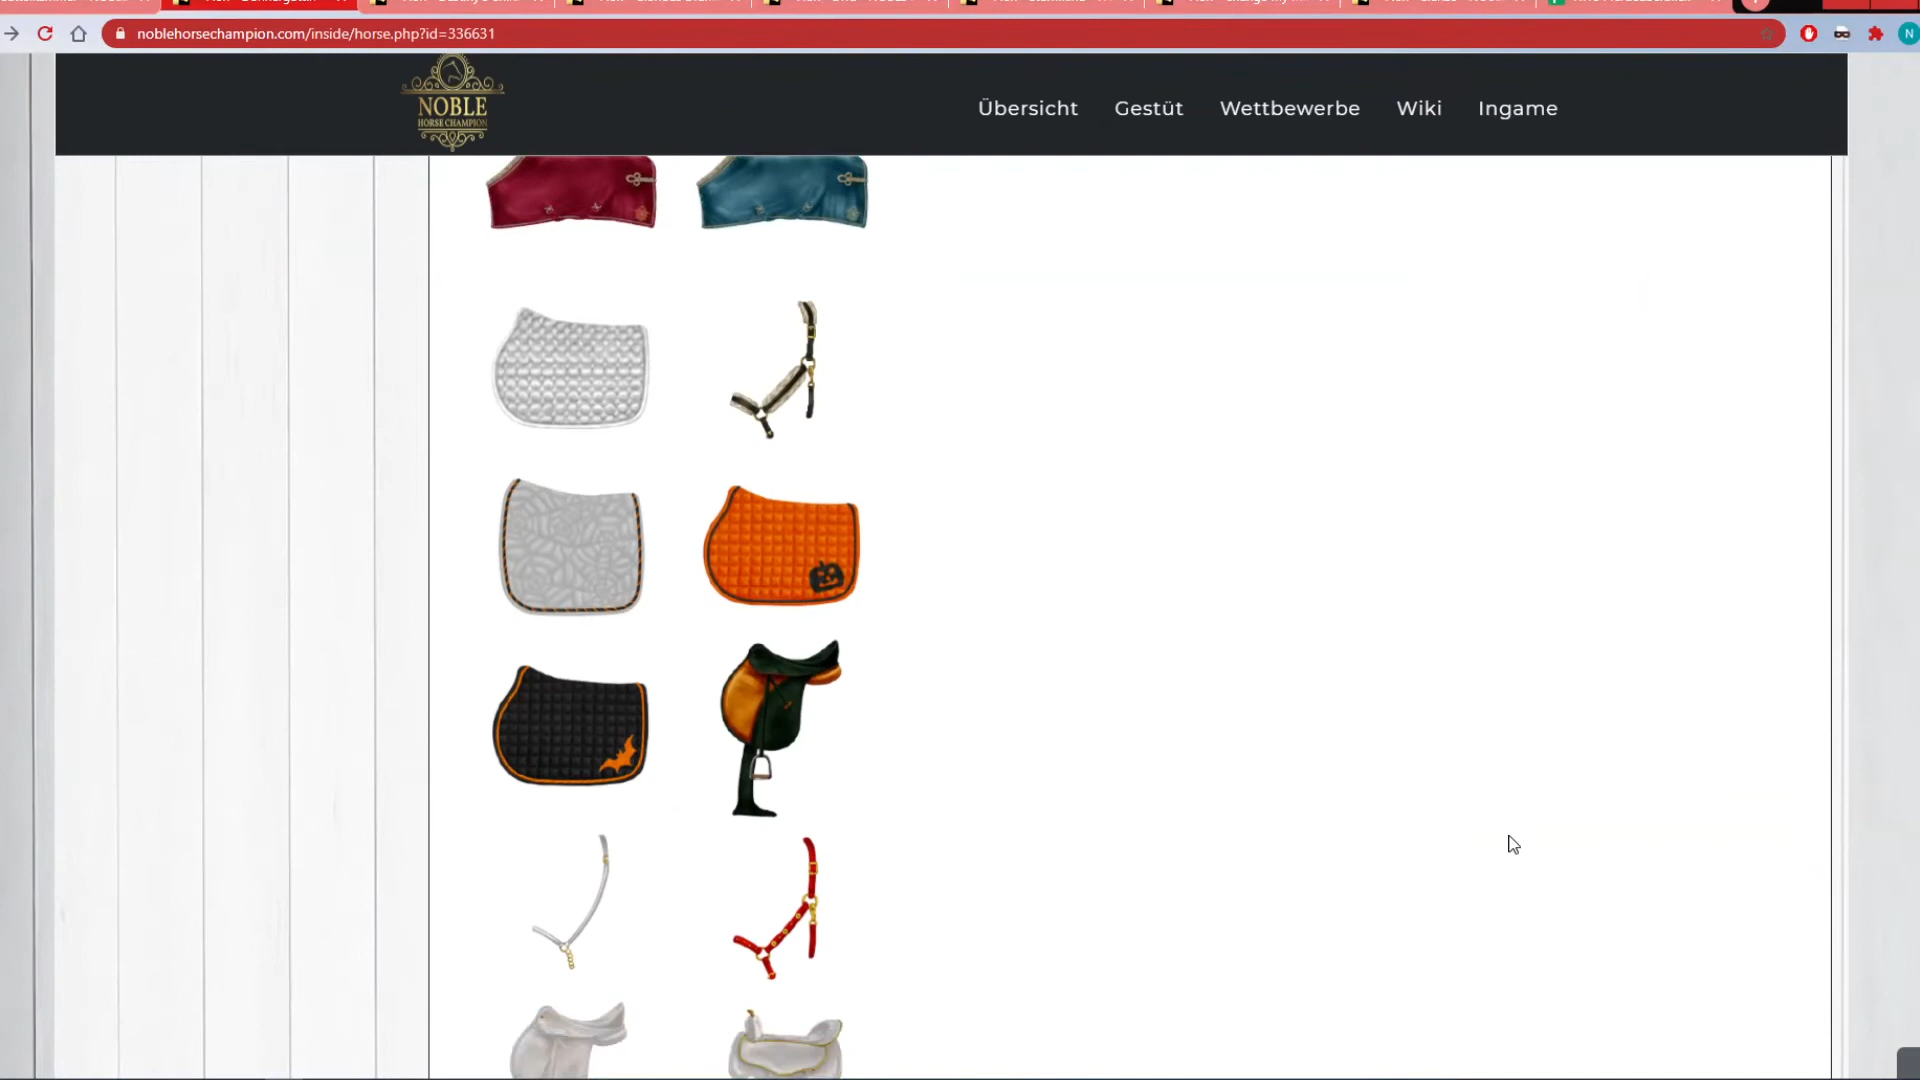 noblehorsechampion.com/inside/horse.php?id=336631
N
NOBLE
HORSE CHAMPION
Übersicht Gestüt Wettbewerbe Wiki Ingame